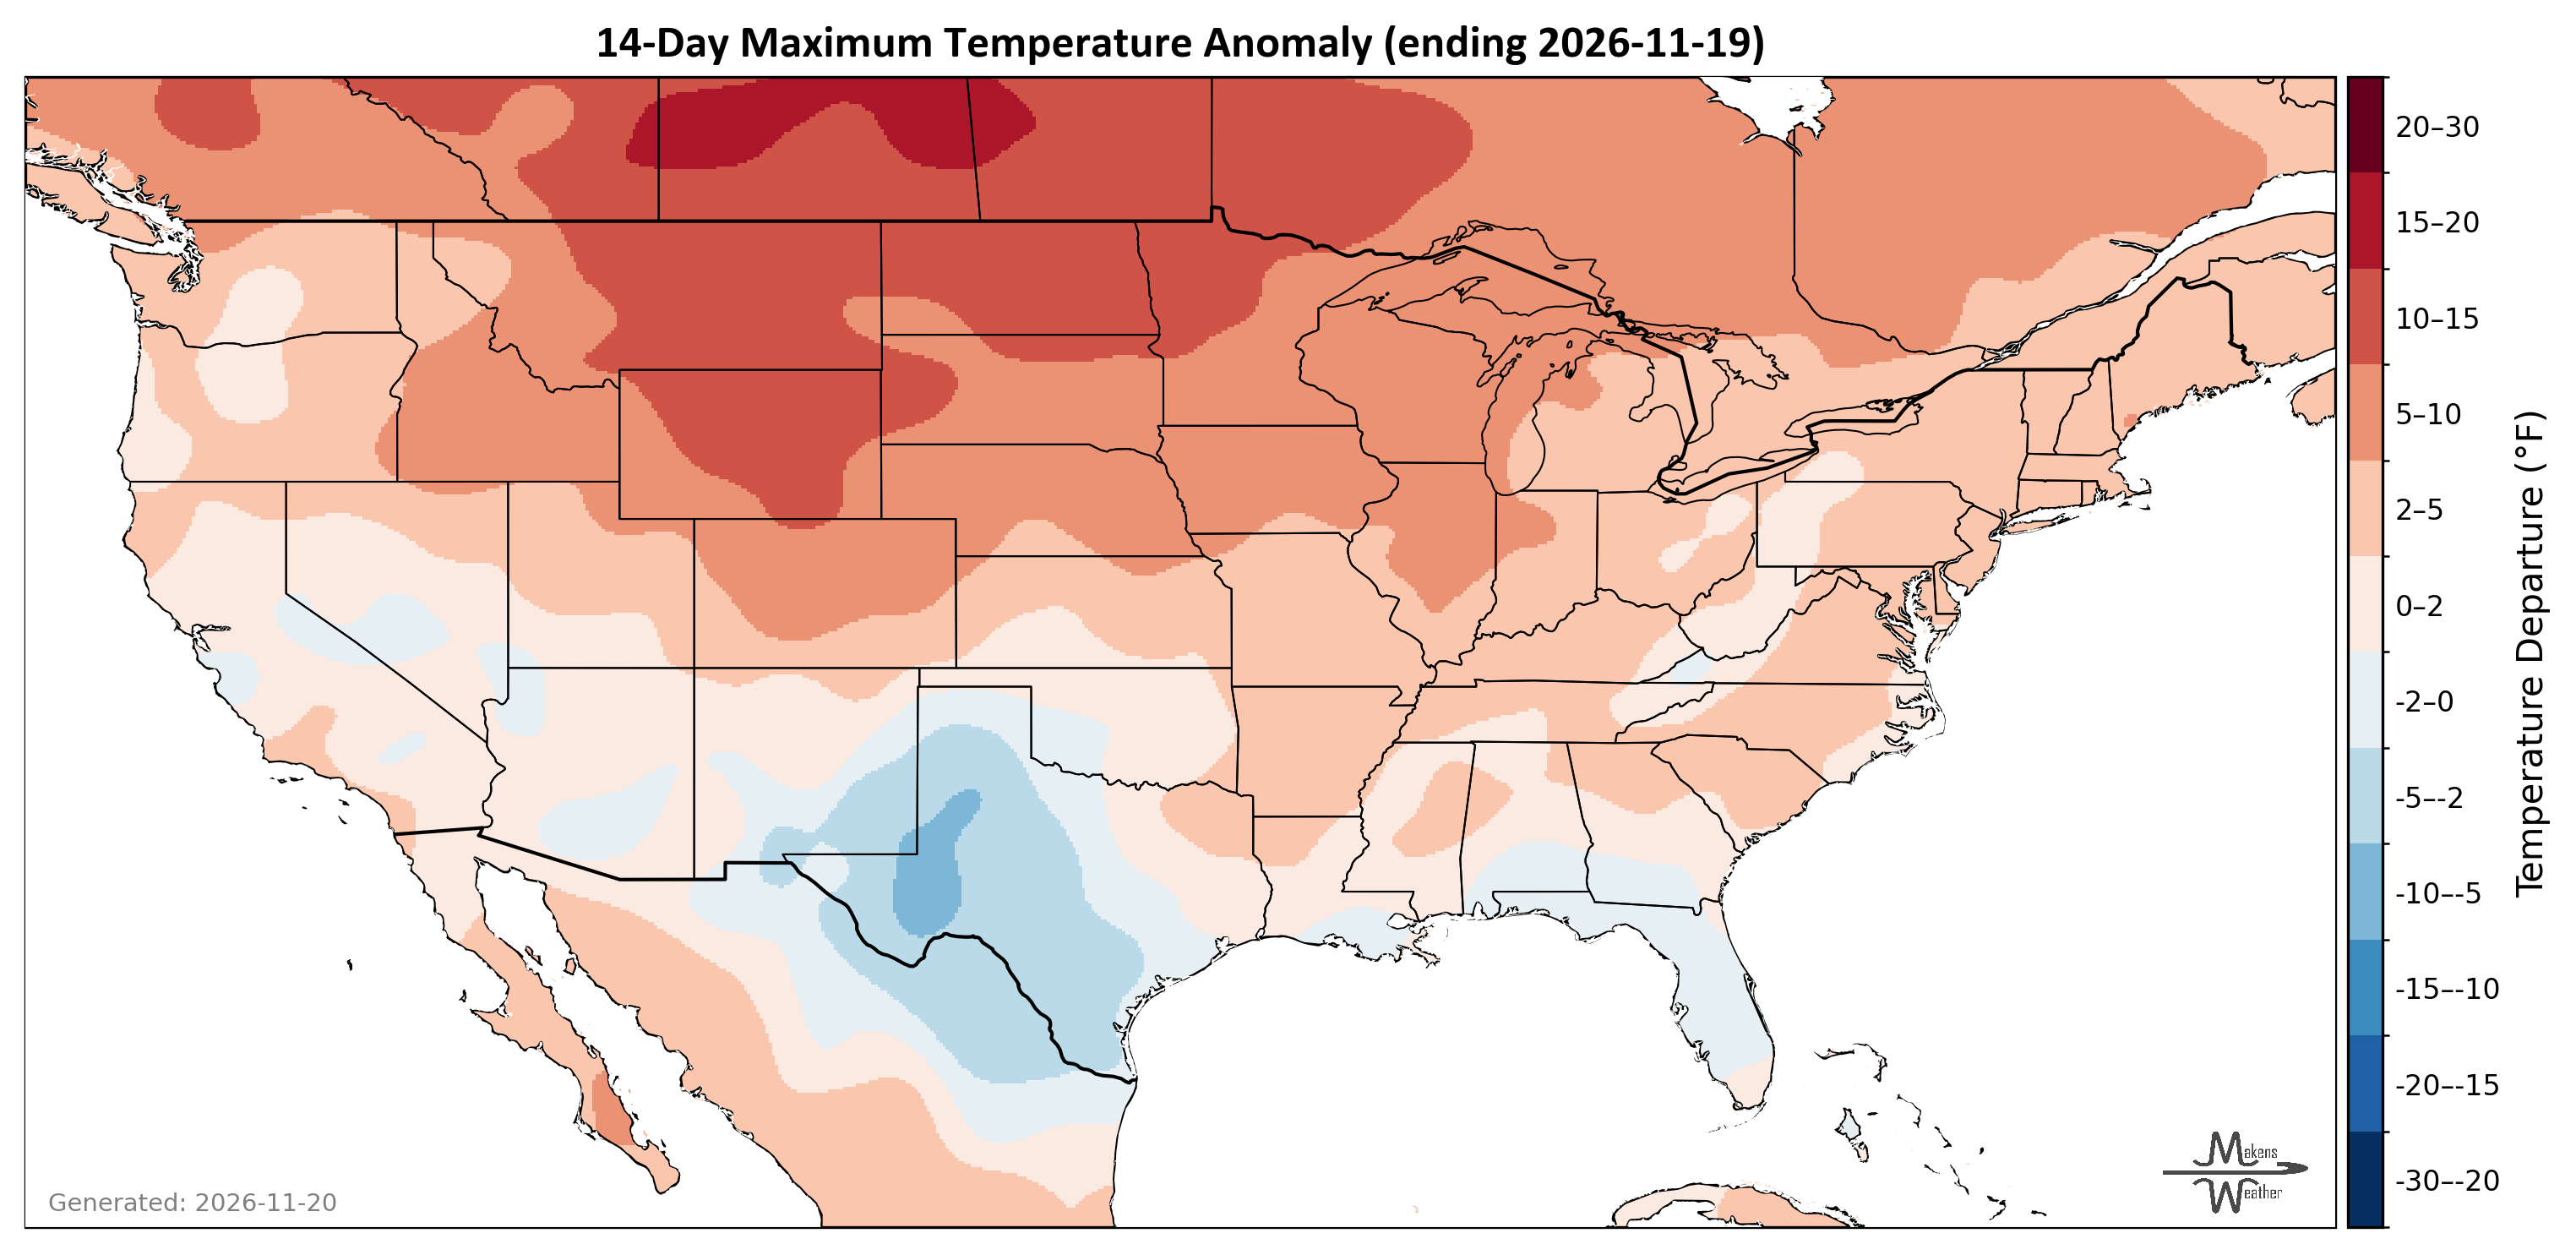 14-Day Maximum Temperature Anomaly (ending 2026-11-19)
20–30
15–20
10–15
5–10
2–5
0–2
-2–0
-5–-2
-10–-5
-15–-10
-20–-15
-30–-20
Temperature Departure (°F)
Makens
Weather
Generated: 2026-11-20